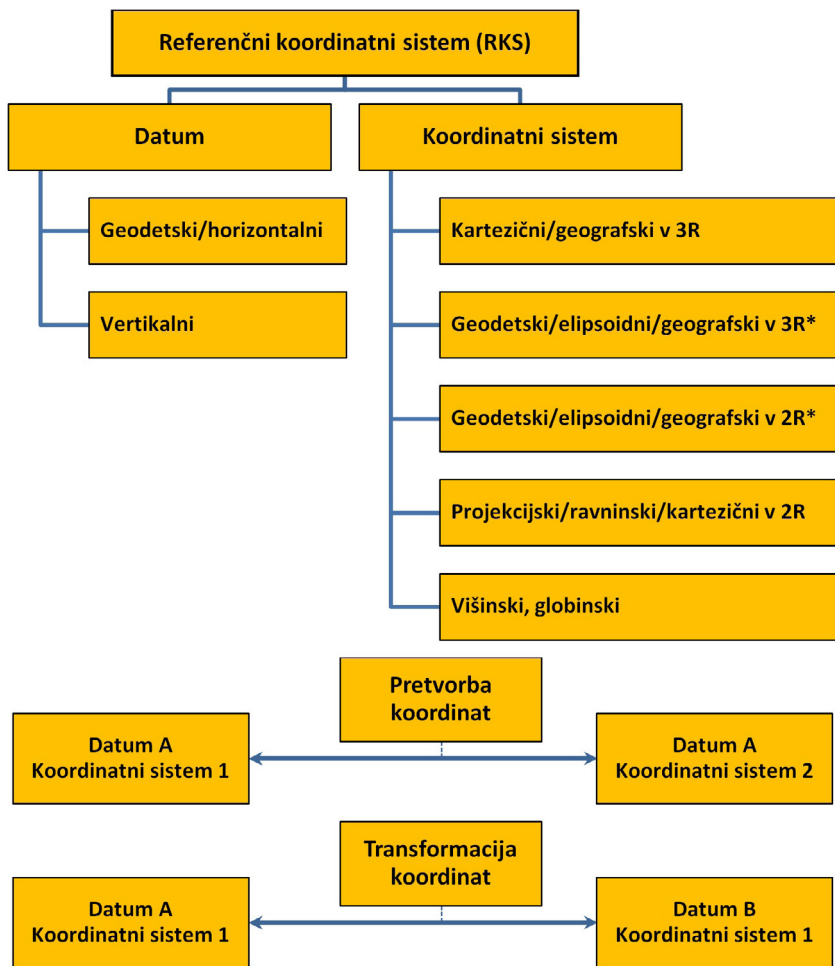 Referenčni koordinatni sistem (RKS)
Datum
Koordinatni sistem
Geodetski/horizontalni
Vertikalni
Kartezični/geografski v 3R
Geodetski/elipsoidni/geografski v 3R*
Geodetski/elipsoidni/geografski v 2R*
Projekcijski/ravninski/kartezični v 2R
Višinski, globinski
Pretvorba
koordinat
Datum A
Koordinatni sistem 1
Datum A
Koordinatni sistem 2
Transformacija
koordinat
Datum A
Koordinatni sistem 1
Datum B
Koordinatni sistem 1